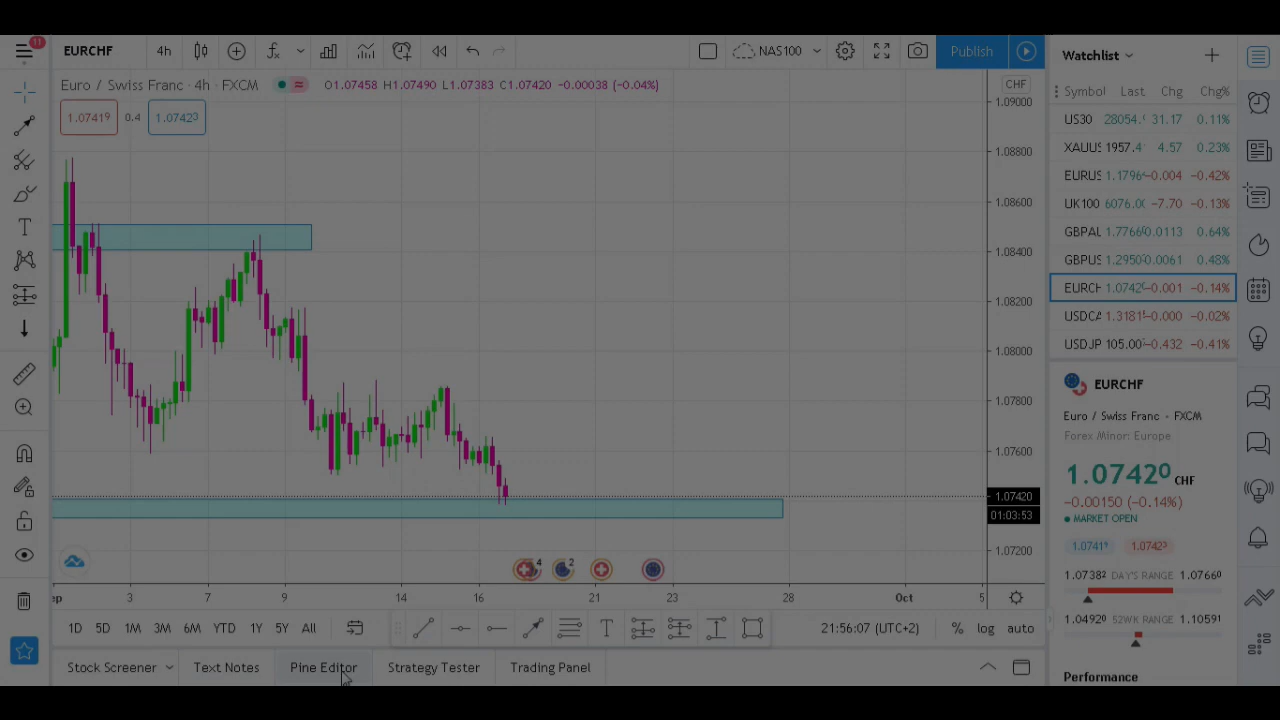 11
EURCHF 4h NAS100 Publish
Euro / Swiss Franc · 4h · FXCM O1.07458 H1.07490 L1.07383 C1.07420 −0.00038 (−0.04%)
1.07419 0.4 1.07423
CHF
1.09000
1.08800
1.08600
1.08400
1.08200
1.08000
1.07800
1.07600
1.07420
01:03:53
1.07200
4 2
ep 3 7 9 14 16 21 23 28 Oct 5
1D 5D 1M 3M 6M YTD 1Y 5Y All
T
21:56:07 (UTC+2) % log auto
Stock Screener Text Notes Pine Editor Strategy Tester Trading Panel
Watchlist
Symbol Last Chg Chg%
US30 28054. 31.17 0.11%
XAUUS 1957.4 4.57 0.23%
EURUS 1.1796 −0.004 −0.42%
UK100 6076.00 −7.70 −0.13%
GBPAU 1.7766 0.0113 0.64%
GBPUS 1.2950 0.0061 0.48%
EURCH 1.0742 −0.001 −0.14%
USDCA 1.3181 −0.000 −0.02%
USDJP 105.00 −0.432 −0.41%
EURCHF
Euro / Swiss Franc · FXCM
Forex Minor: Europe
1.07420 CHF
−0.00150 (−0.14%)
MARKET OPEN
1.07419 1.07423
1.07382 DAY'S RANGE 1.07660
1.04920 52WK RANGE 1.10591
Performance